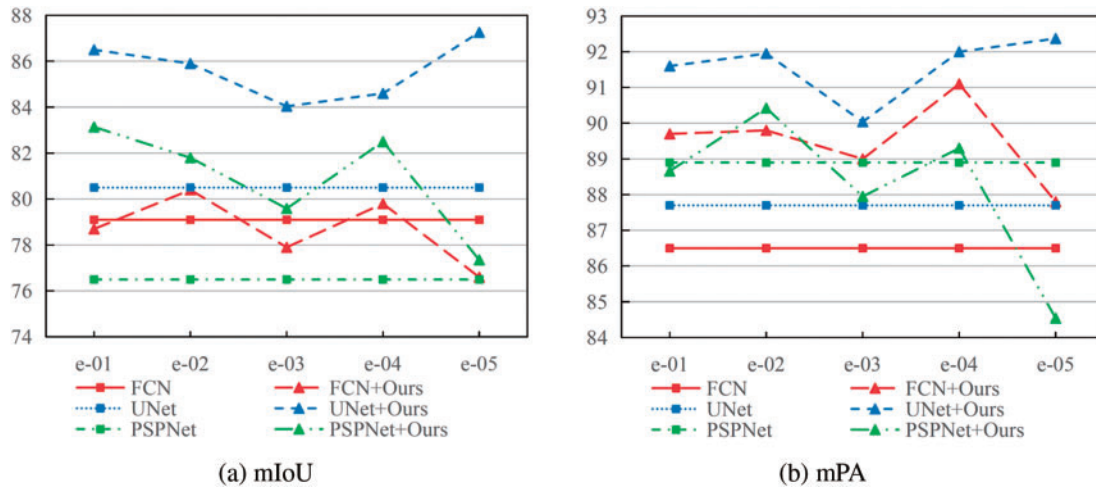 88
86
84
82
80
78
76
74
e-01 e-02 e-03 e-04 e-05
FCN FCN+Ours
UNet UNet+Ours
PSPNet PSPNet+Ours
(a) mIoU
93
92
91
90
89
88
87
86
85
84
e-01 e-02 e-03 e-04 e-05
FCN FCN+Ours
UNet UNet+Ours
PSPNet PSPNet+Ours
(b) mPA